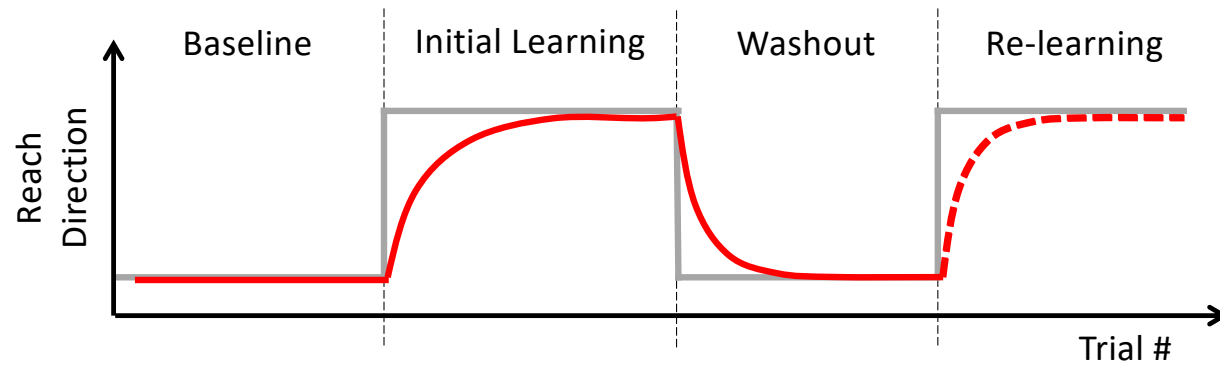 Baseline
Initial Learning
Washout
Re-learning
Reach
Direction
Trial #